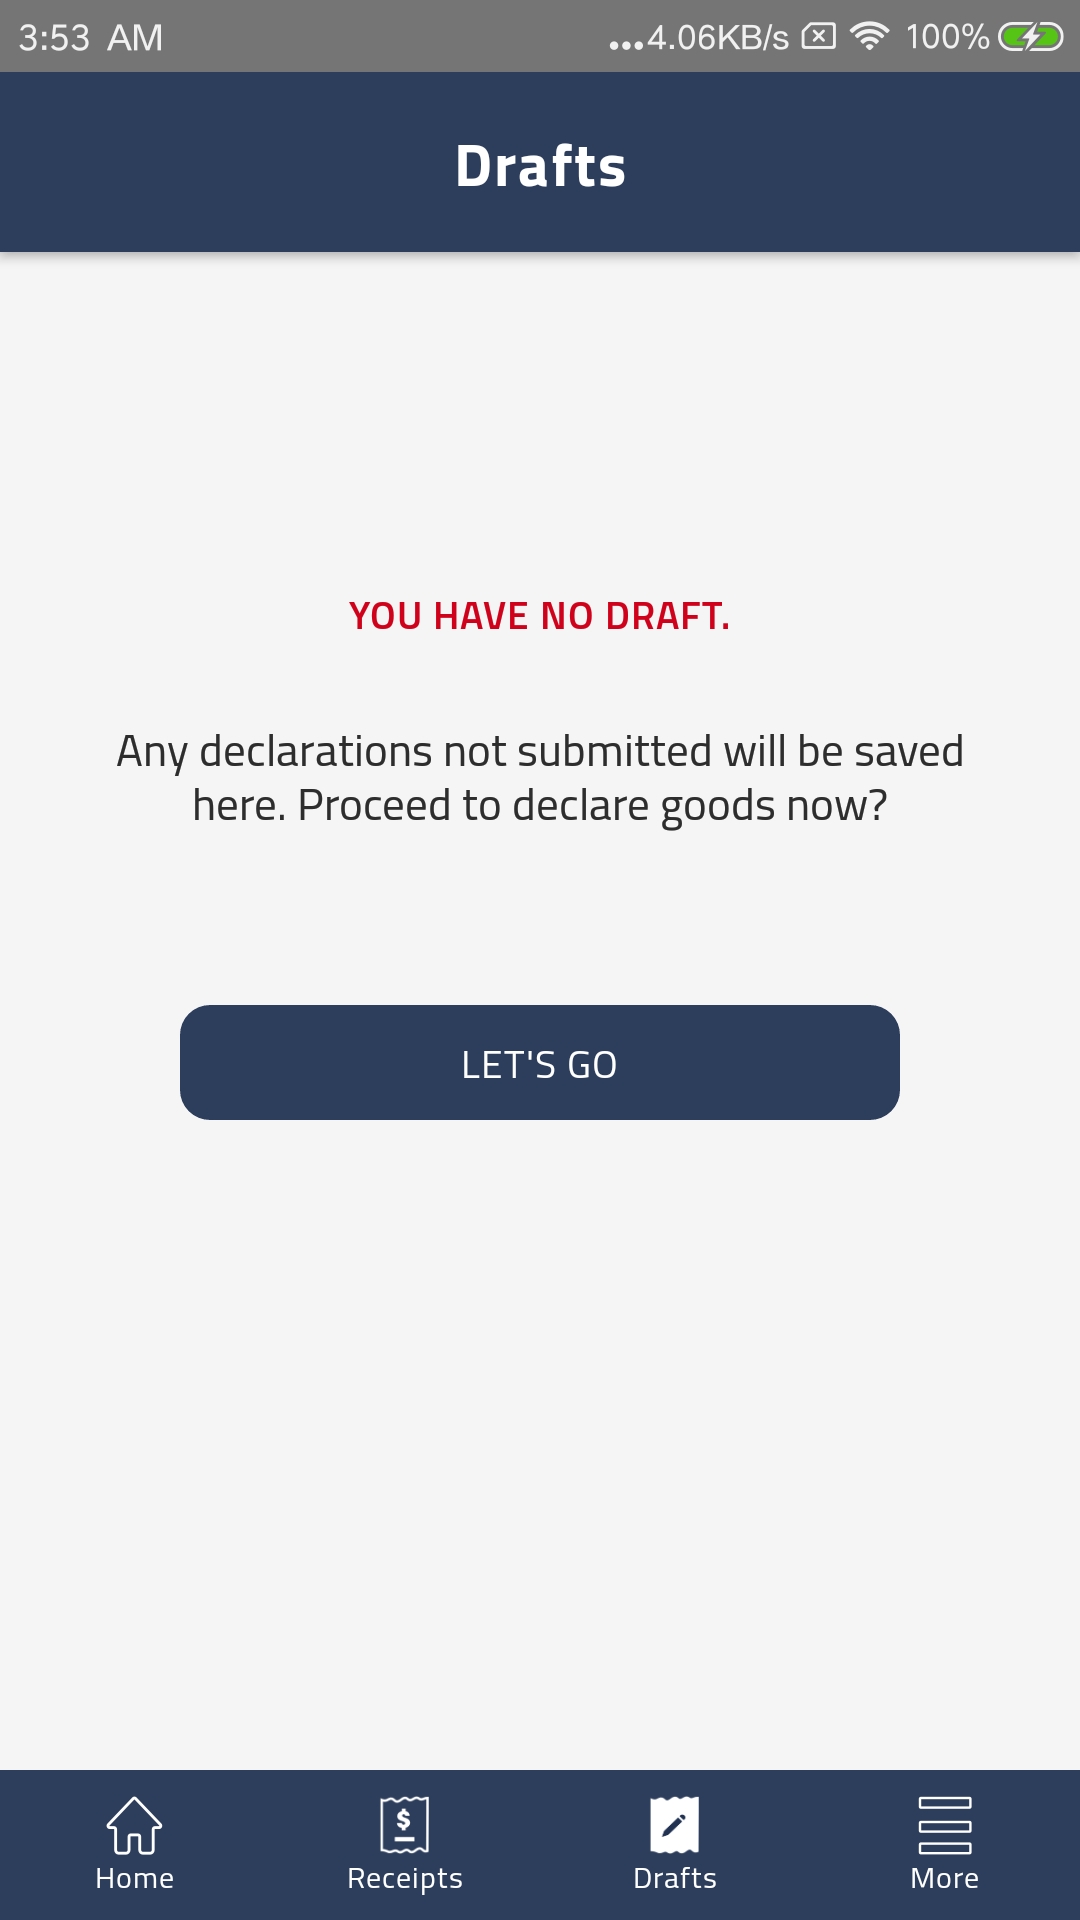 3:53 AM
...4.06KB/s 100%
Drafts
YOU HAVE NO DRAFT.
Any declarations not submitted will be saved
here. Proceed to declare goods now?
LET'S GO
$
Home Receipts Drafts More